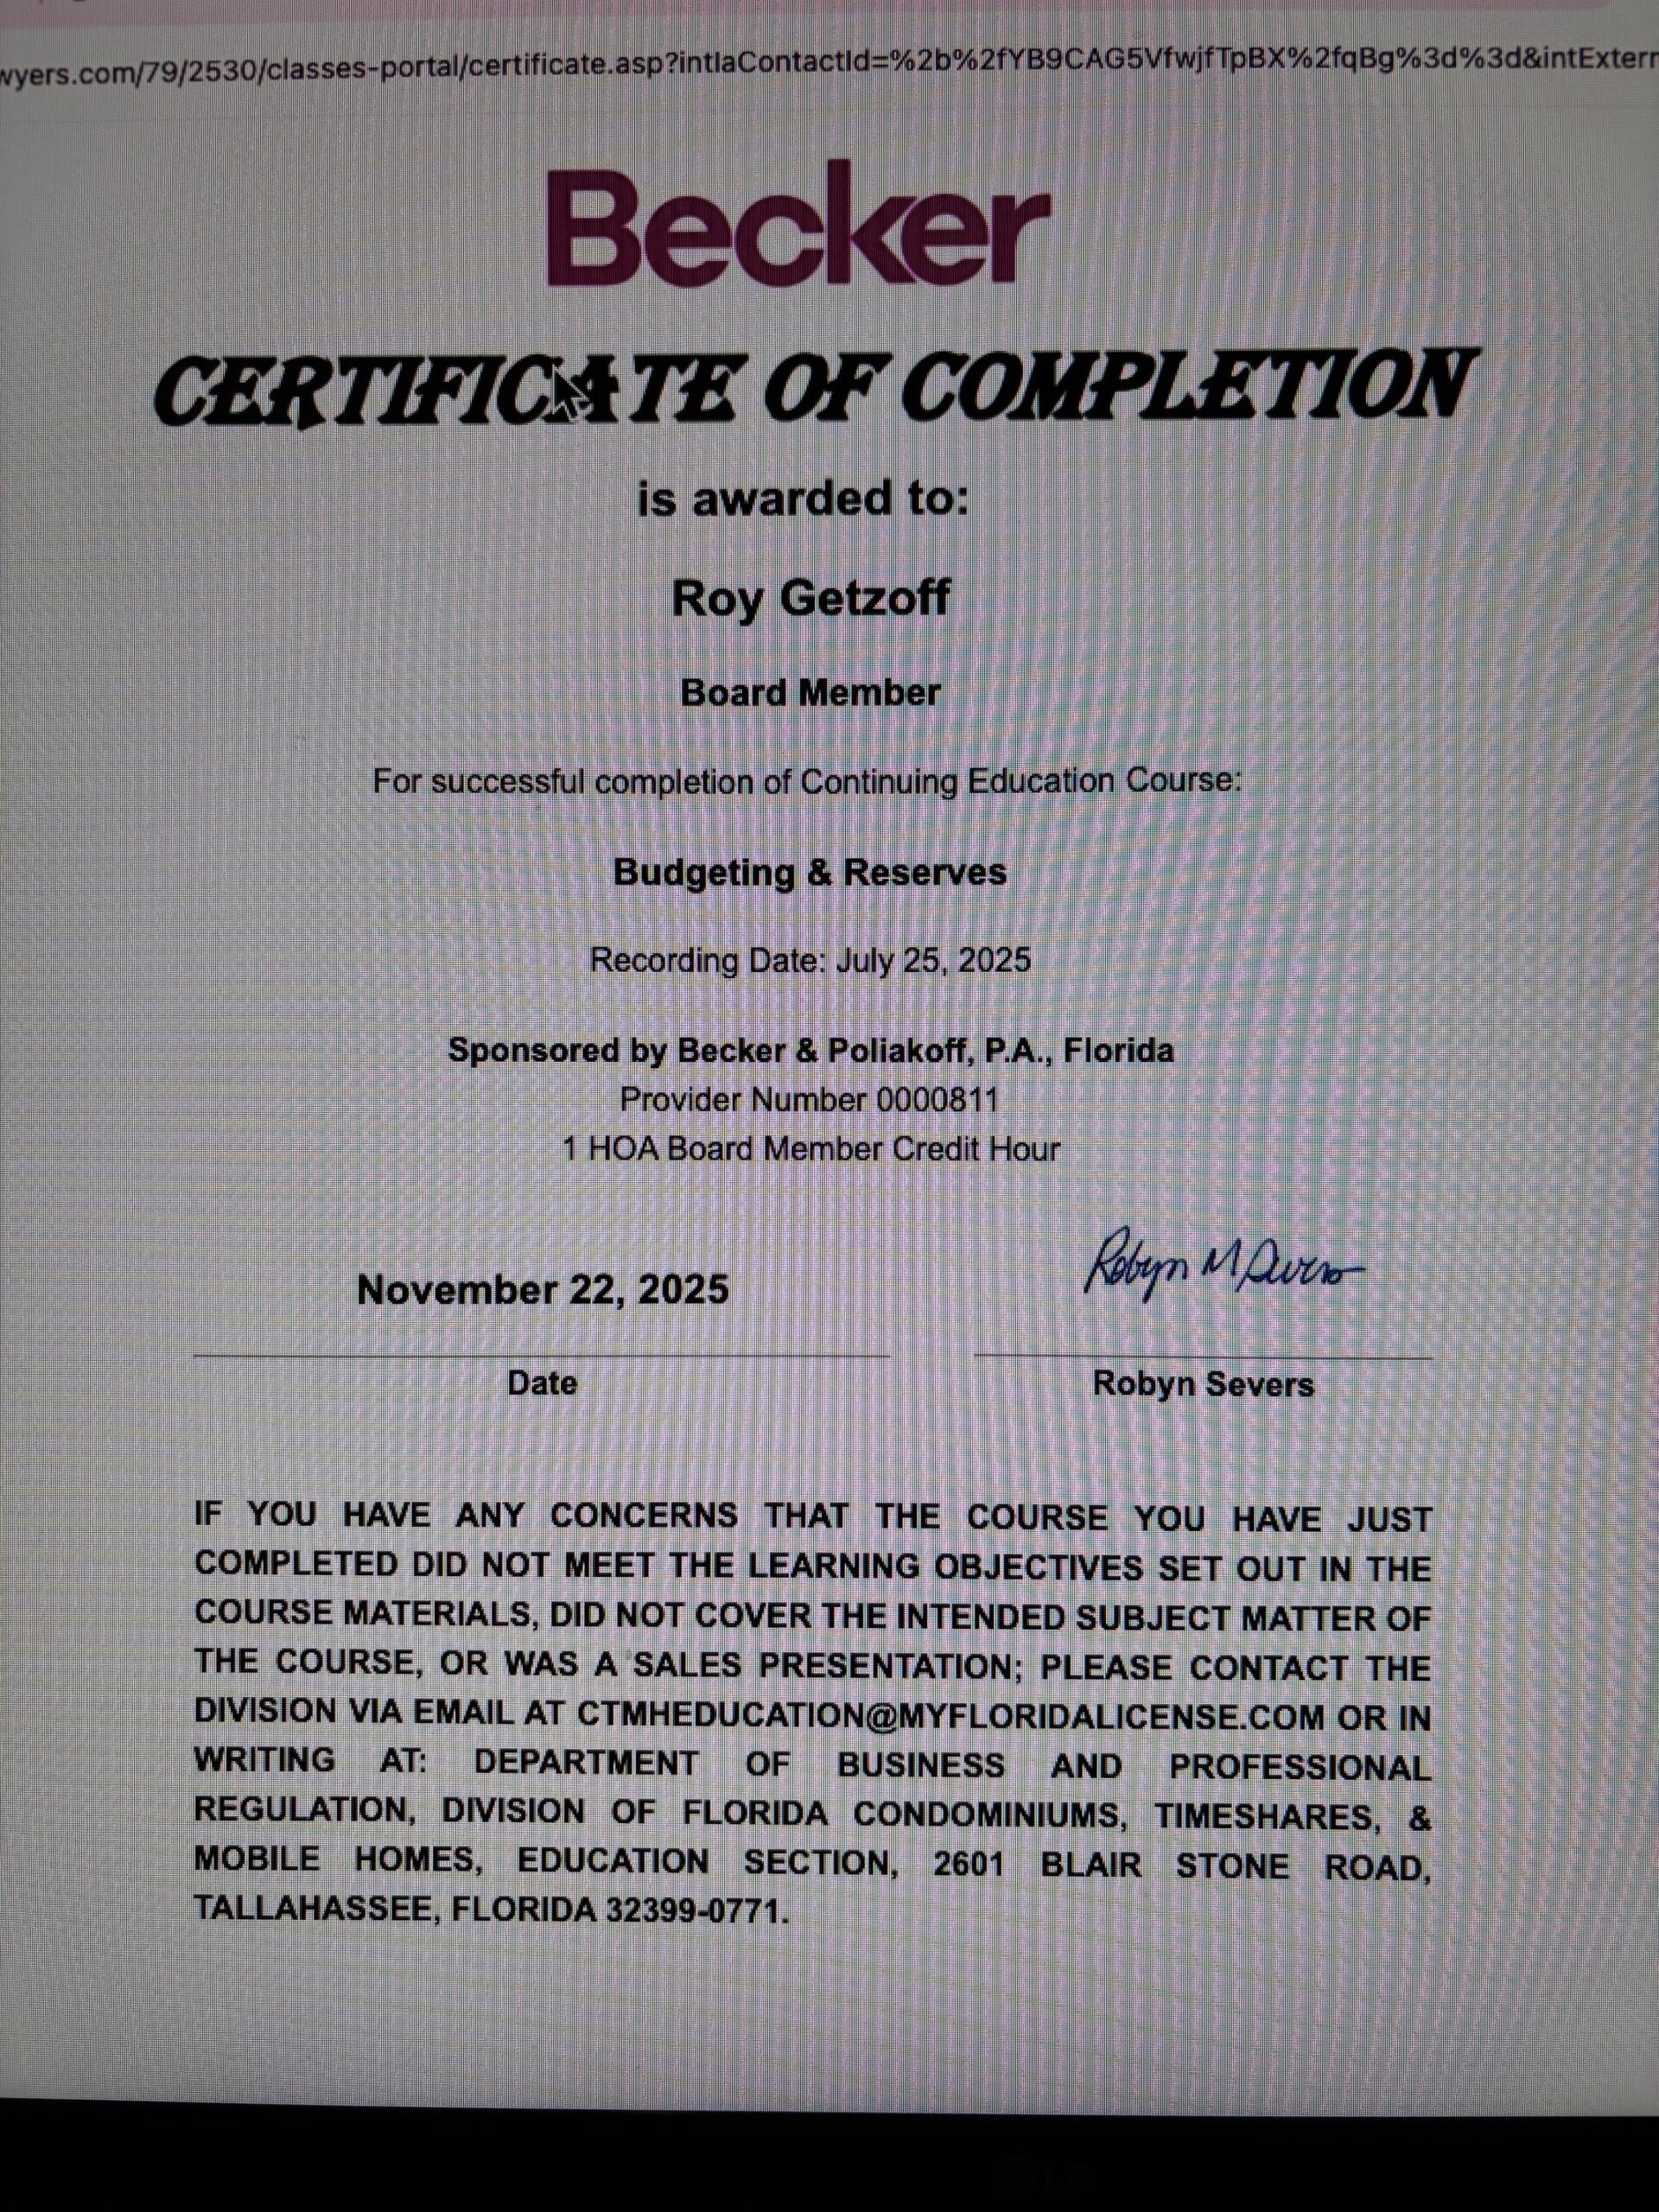 wyers.com/79/2530/classes-portal/certificate.asp?intIaContactId=%2b%2fYB9CAG5VfwjfTpBX%2fqBg%3d%3d&intExtern
Becker
CERTIFICATE OF COMPLETION
is awarded to:
Roy Getzoff
Board Member
For successful completion of Continuing Education Course:
Budgeting & Reserves
Recording Date: July 25, 2025
Sponsored by Becker & Poliakoff, P.A., Florida
Provider Number 0000811
1 HOA Board Member Credit Hour
Robyn M Severs
November 22, 2025
Date
Robyn Severs
IF YOU HAVE ANY CONCERNS THAT THE COURSE YOU HAVE JUST
COMPLETED DID NOT MEET THE LEARNING OBJECTIVES SET OUT IN THE
COURSE MATERIALS, DID NOT COVER THE INTENDED SUBJECT MATTER OF
THE COURSE, OR WAS A SALES PRESENTATION; PLEASE CONTACT THE
DIVISION VIA EMAIL AT CTMHEDUCATION@MYFLORIDALICENSE.COM OR IN
WRITING AT: DEPARTMENT OF BUSINESS AND PROFESSIONAL
REGULATION, DIVISION OF FLORIDA CONDOMINIUMS, TIMESHARES, &
MOBILE HOMES, EDUCATION SECTION, 2601 BLAIR STONE ROAD,
TALLAHASSEE, FLORIDA 32399-0771.